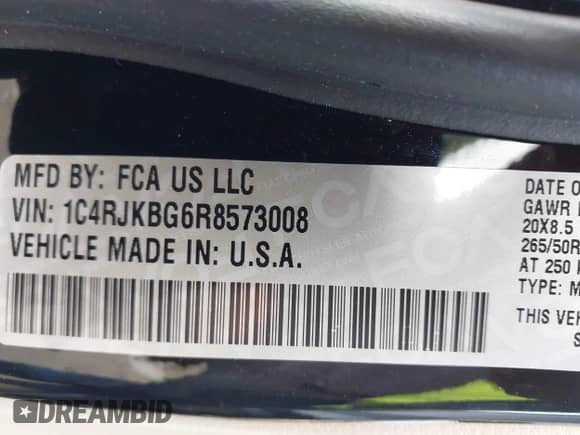 MFD BY: FCA US LLC
VIN: 1C4RJKBG6R8573008
VEHICLE MADE IN: U.S.A.
DATE O
GAWR
20X8.5
265/50R
AT 250
TYPE: M
THIS VEH
S
DREAMBID